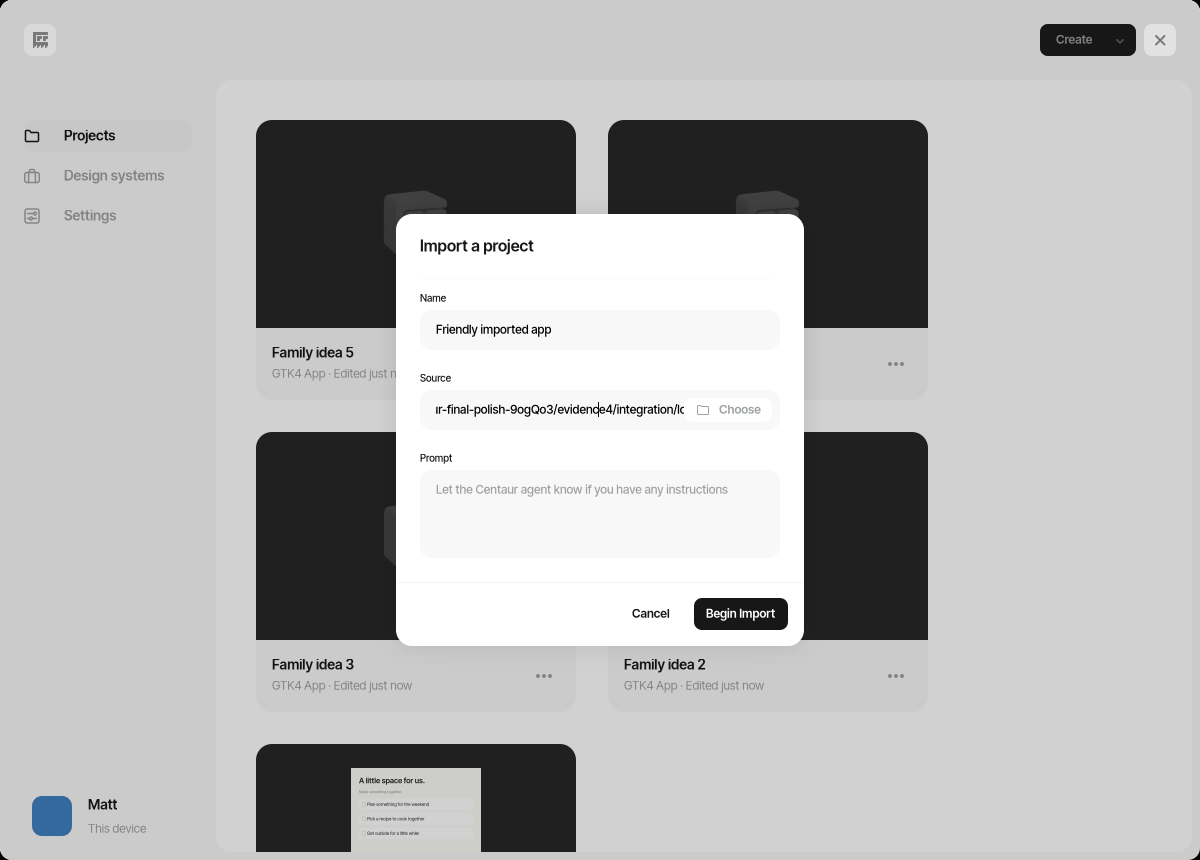 Create
Projects
Design systems
Settings
Import a project
Name
Friendly imported app
Source
r-final-polish-9ogQo3/evidence4/integration/lo
Choose
Prompt
Let the Centaur agent know if you have any instructions
Cancel
Begin Import
Family idea 5
GTK4 App · Edited just n
Family idea 3
GTK4 App · Edited just now
Family idea 2
GTK4 App · Edited just now
A little space for us.
Make something together
Plan something for the weekend
Pick a recipe to cook together
Get outside for a little while
Matt
This device